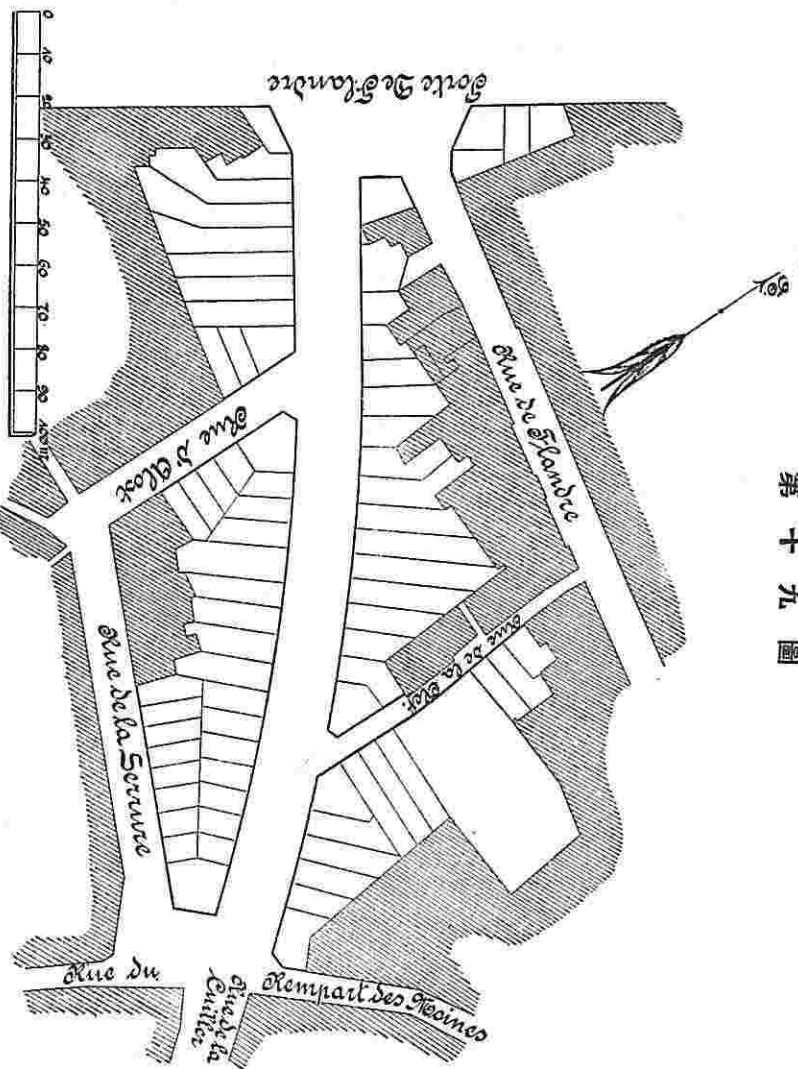 第十九圖
Porte De Flandre
Rue de Flandre
Rue d'Alost
Rue de la Clef.
Rue de la Serrure
Rue du
Rempart des Moines
Rue de la
Cuiller
0 10 20 30 40 50 60 70 80 90 100 m